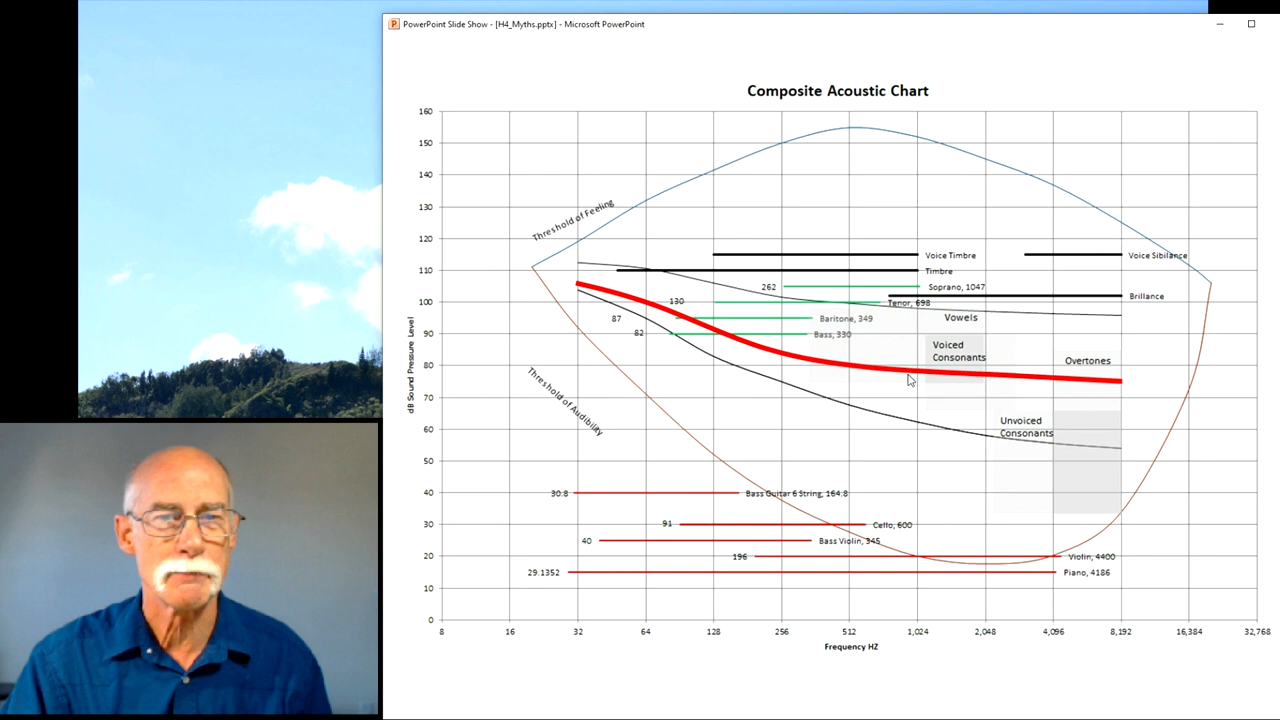 PowerPoint Slide Show - [H4_Myths.pptx] - Microsoft PowerPoint
Composite Acoustic Chart
160
150
140
130
120
110
100
90
80
70
60
50
40
30
20
10
0
dB Sound Pressure Level
Threshold of Feeling
Voice Timbre
Voice Sibilance
Timbre
262
Soprano, 1047
Brillance
130
Tenor, 698
87
Baritone, 349
Vowels
82
Bass, 330
Voiced
Consonants
Overtones
Threshold of Audibility
Unvoiced
Consonants
30.8
Bass Guitar 6 String, 164.8
91
Cello, 600
40
Bass Violin, 345
196
Violin, 4400
29.1352
Piano, 4186
8 16 32 64 128 256 512 1,024 2,048 4,096 8,192 16,384 32,768
Frequency HZ